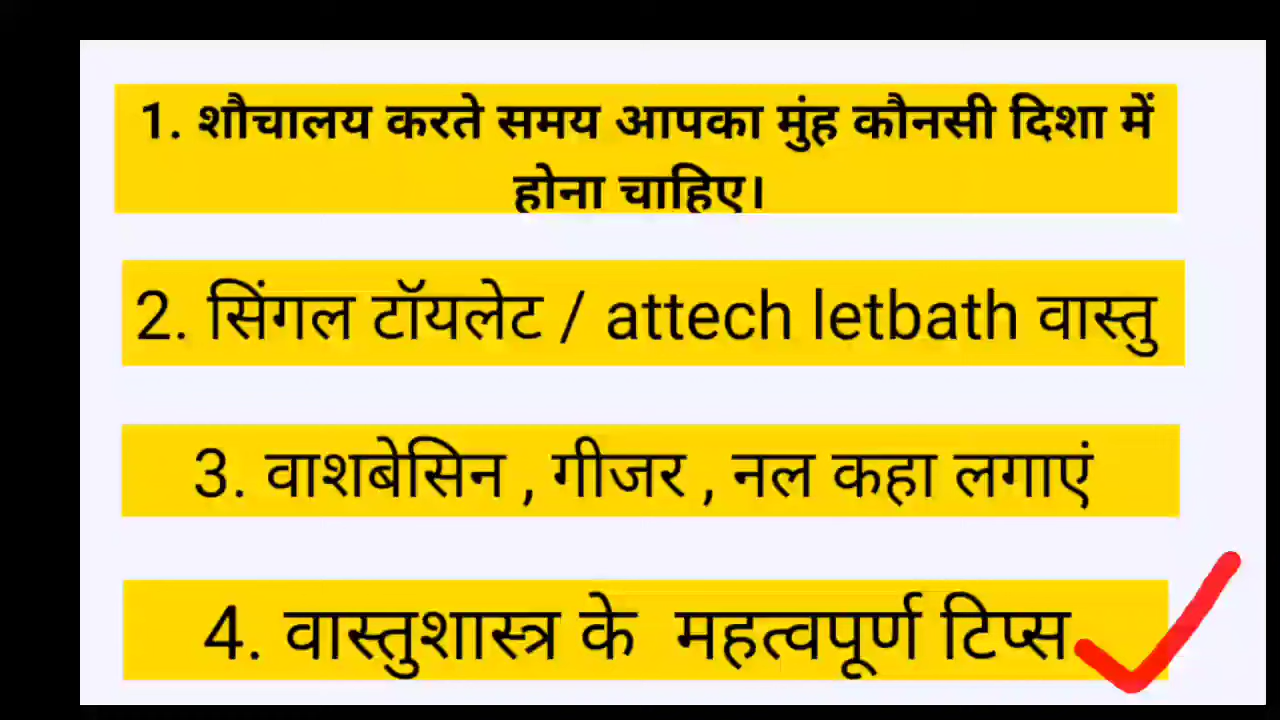 1. शौचालय करते समय आपका मुंह कौनसी दिशा में
होना चाहिए।
2. सिंगल टॉयलेट / attech letbath वास्तु
3. वाशबेसिन , गीजर , नल कहा लगाएं
4. वास्तुशास्त्र के महत्वपूर्ण टिप्स